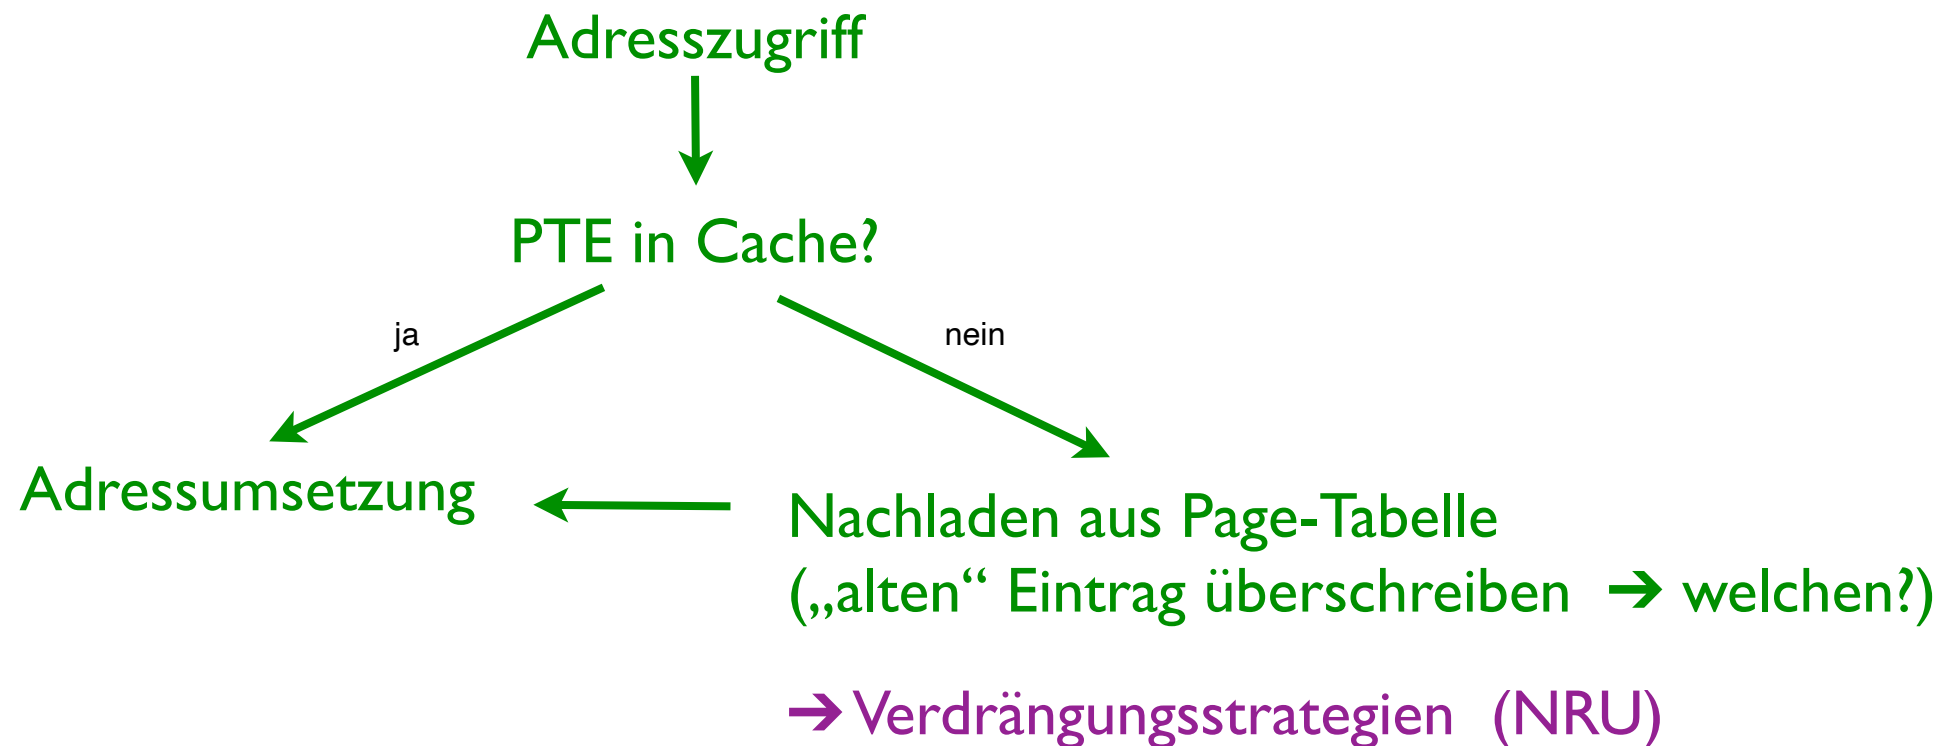 Adresszugriff
PTE in Cache?
ja
nein
Adressumsetzung
Nachladen aus Page-Tabelle
(„alten“ Eintrag überschreiben ➔ welchen?)
➔ Verdrängungsstrategien (NRU)